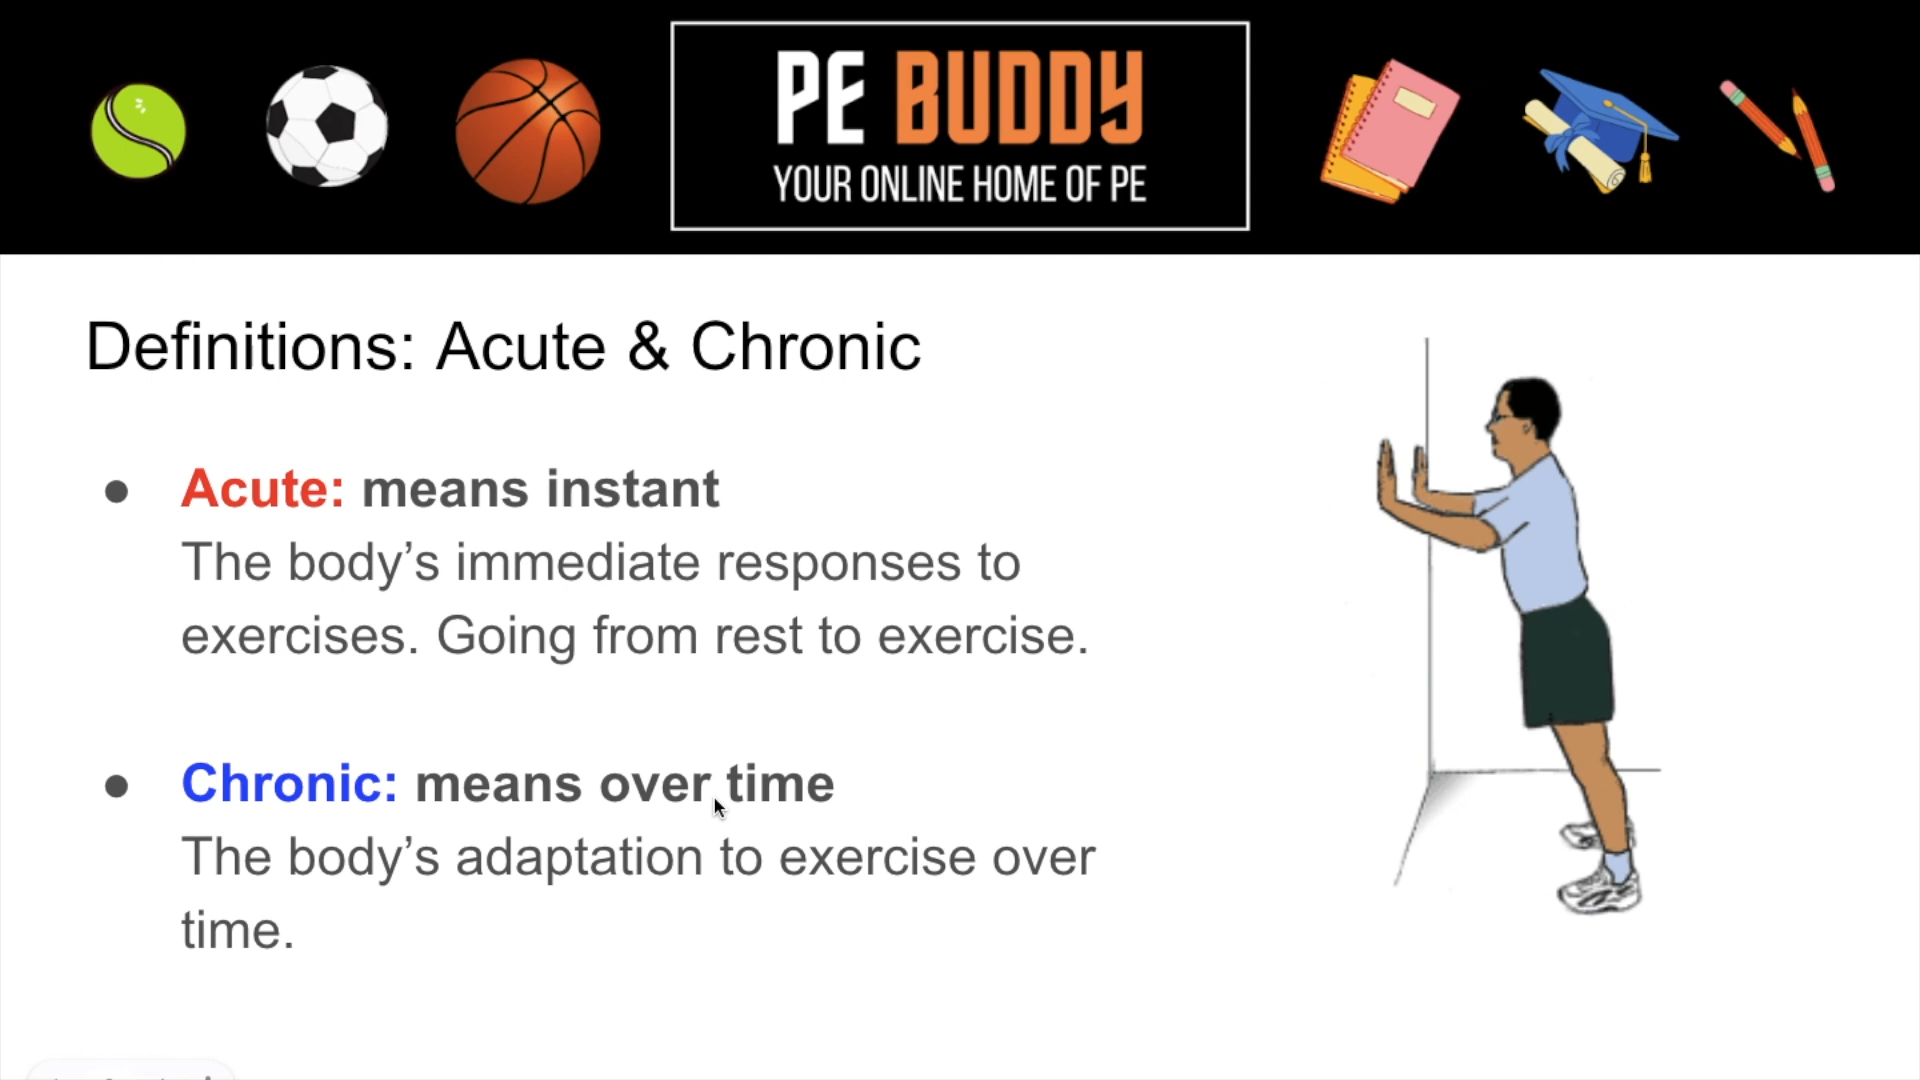 PE BUDDY
YOUR ONLINE HOME OF PE
Definitions: Acute & Chronic
● Acute: means instant
The body’s immediate responses to
exercises. Going from rest to exercise.
● Chronic: means over time
The body’s adaptation to exercise over
time.